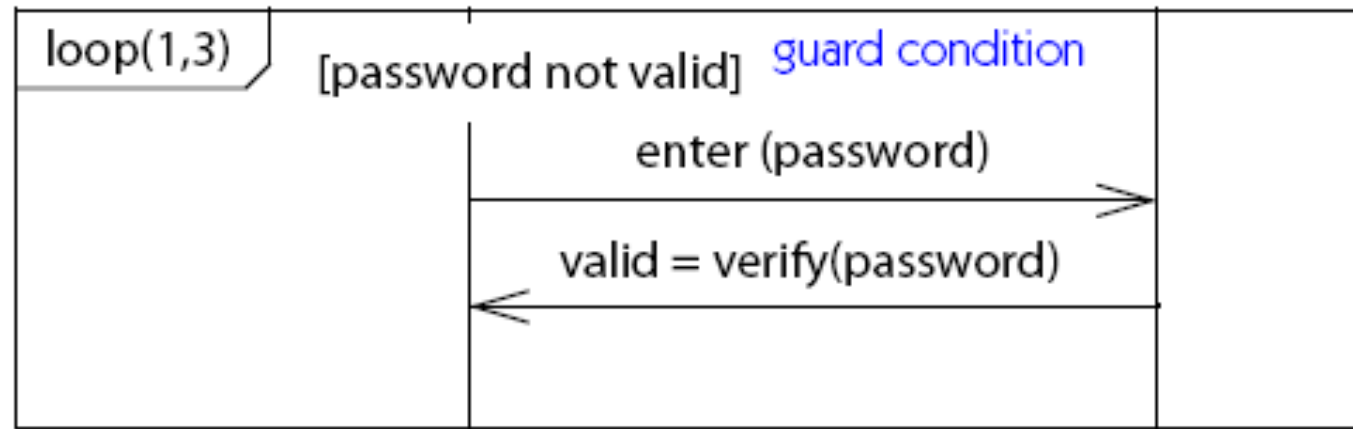 loop(1,3)
[password not valid] guard condition
enter (password)
valid = verify(password)